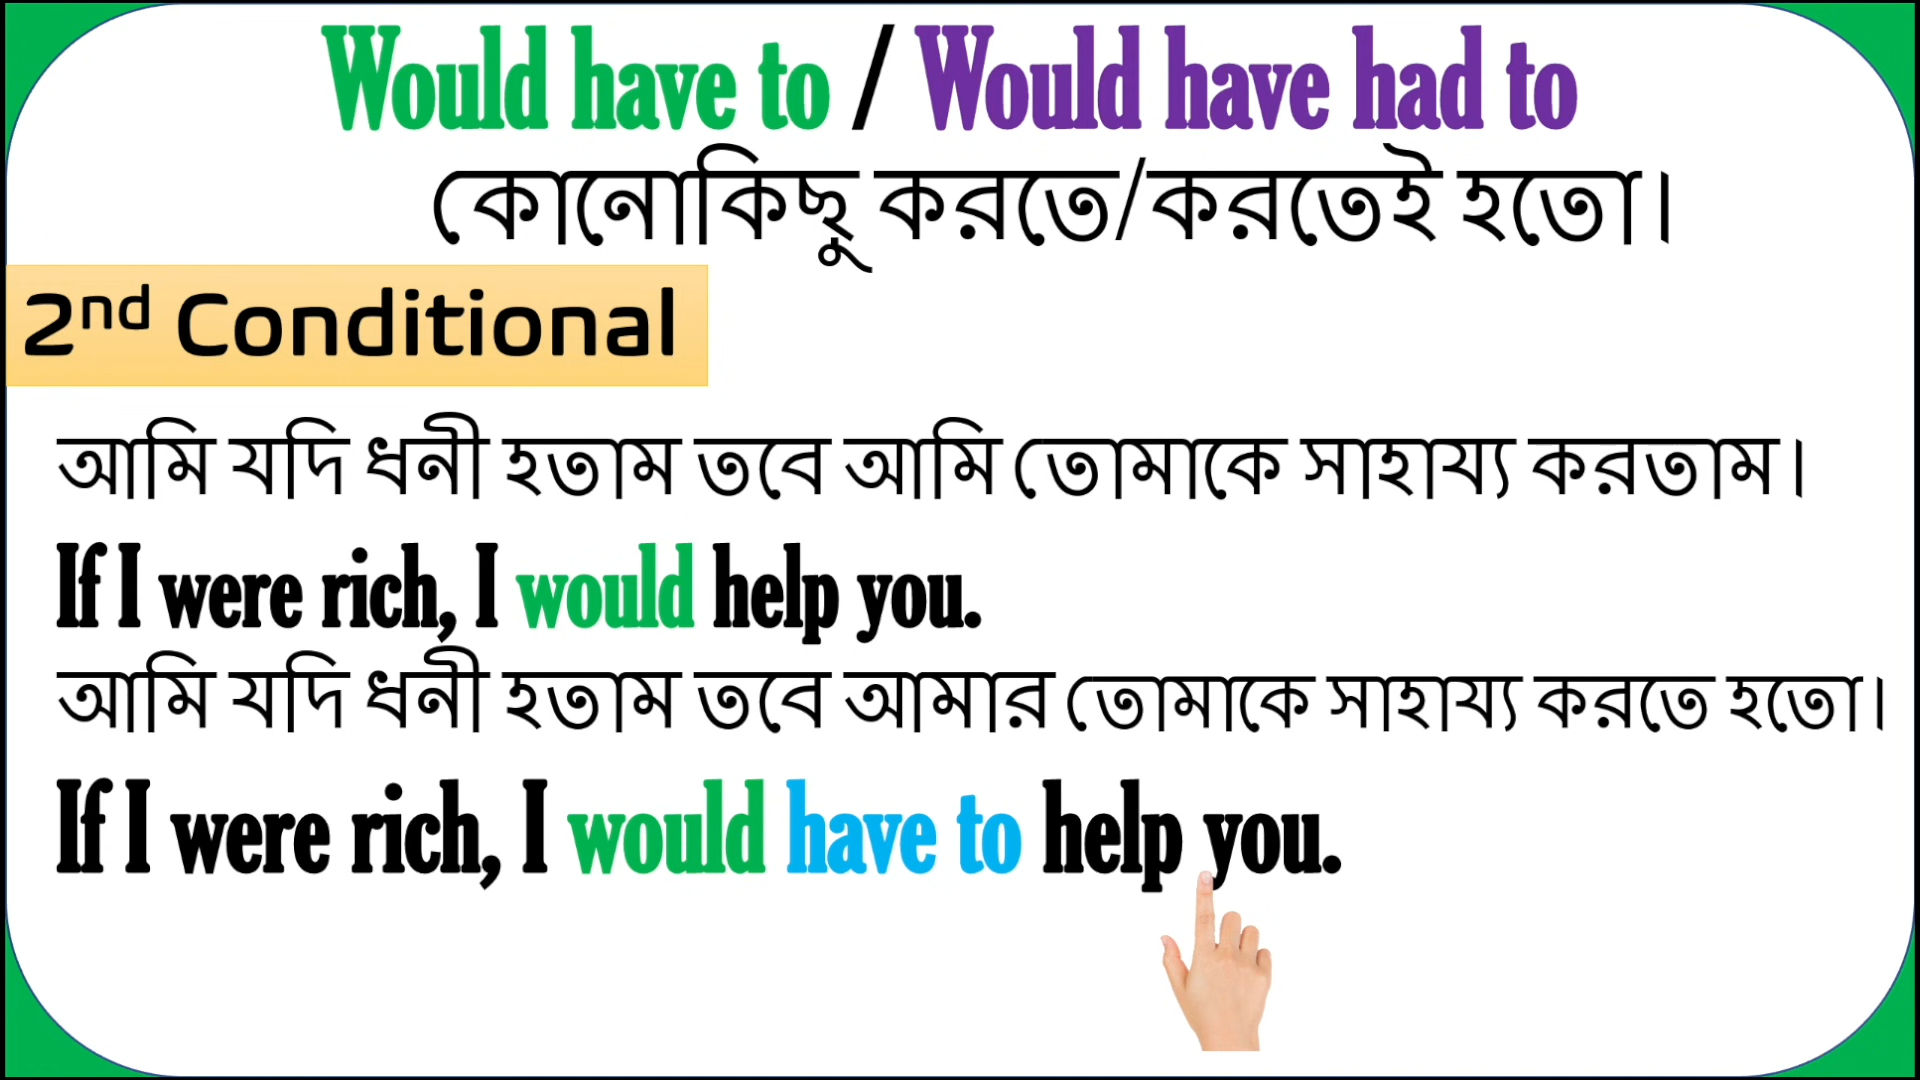 Would have to / Would have had to
কোনোকিছু করতে/করতেই হতো।
2nd Conditional
আমি যদি ধনী হতাম তবে আমি তোমাকে সাহায্য করতাম।
If I were rich, I would help you.
আমি যদি ধনী হতাম তবে আমার তোমাকে সাহায্য করতে হতো।
If I were rich, I would have to help you.